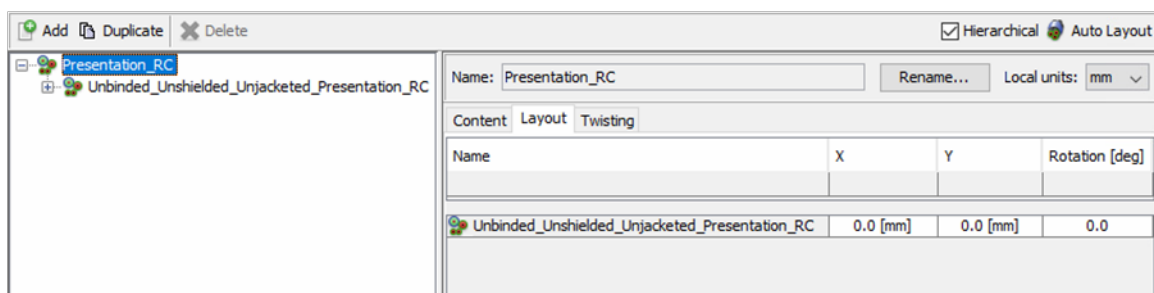 Add Duplicate Delete Hierarchical Auto Layout
Presentation_RC
Unbinded_Unshielded_Unjacketed_Presentation_RC
Name: Presentation_RC Rename... Local units: mm
Content Layout Twisting
Name X Y Rotation [deg]
Unbinded_Unshielded_Unjacketed_Presentation_RC 0.0 [mm] 0.0 [mm] 0.0